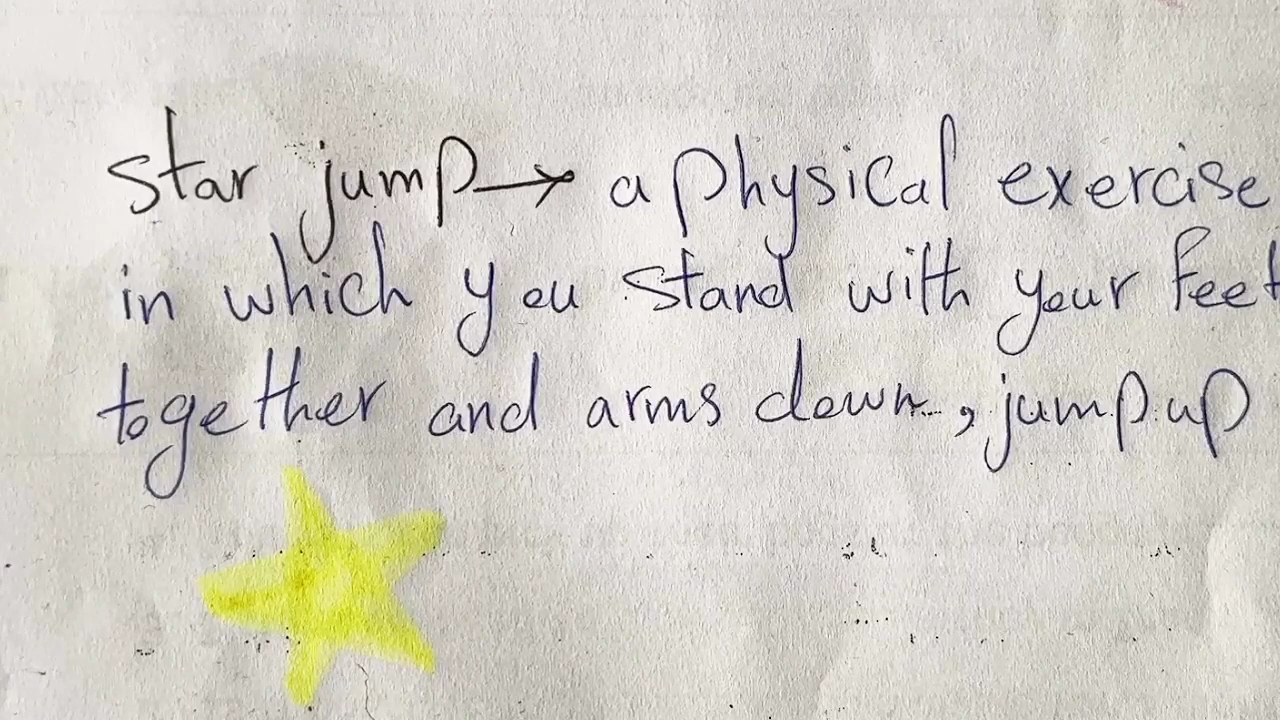 star jump → a physical exercise
in which you stand with your feet
together and arms down, jump up